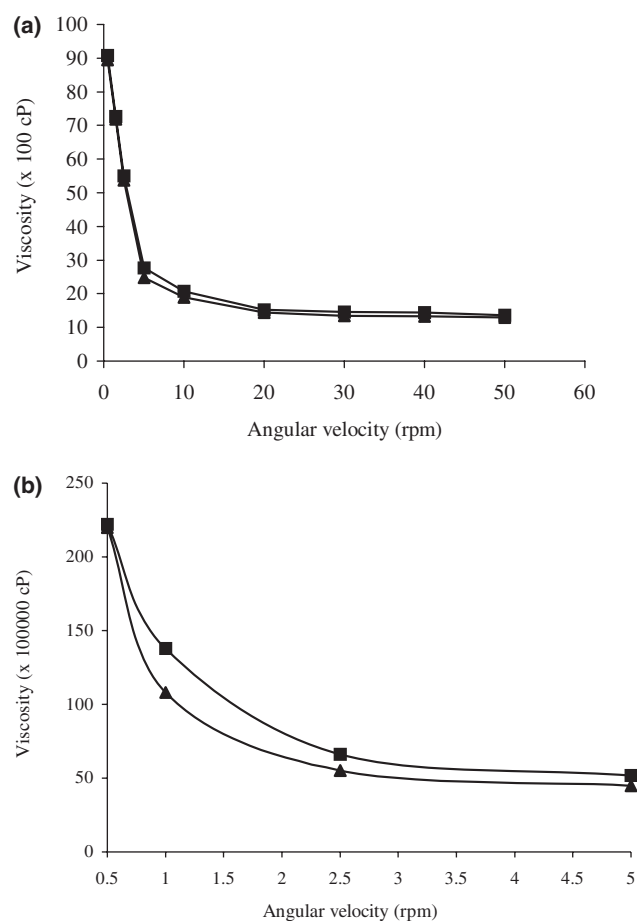 (a)
100
90
80
70
60
50
40
30
20
10
0
Viscosity (x 100 cP)
0 10 20 30 40 50 60
Angular velocity (rpm)
(b)
250
200
150
100
50
0
Viscosity (x 100000 cP)
0.5 1 1.5 2 2.5 3 3.5 4 4.5 5
Angular velocity (rpm)